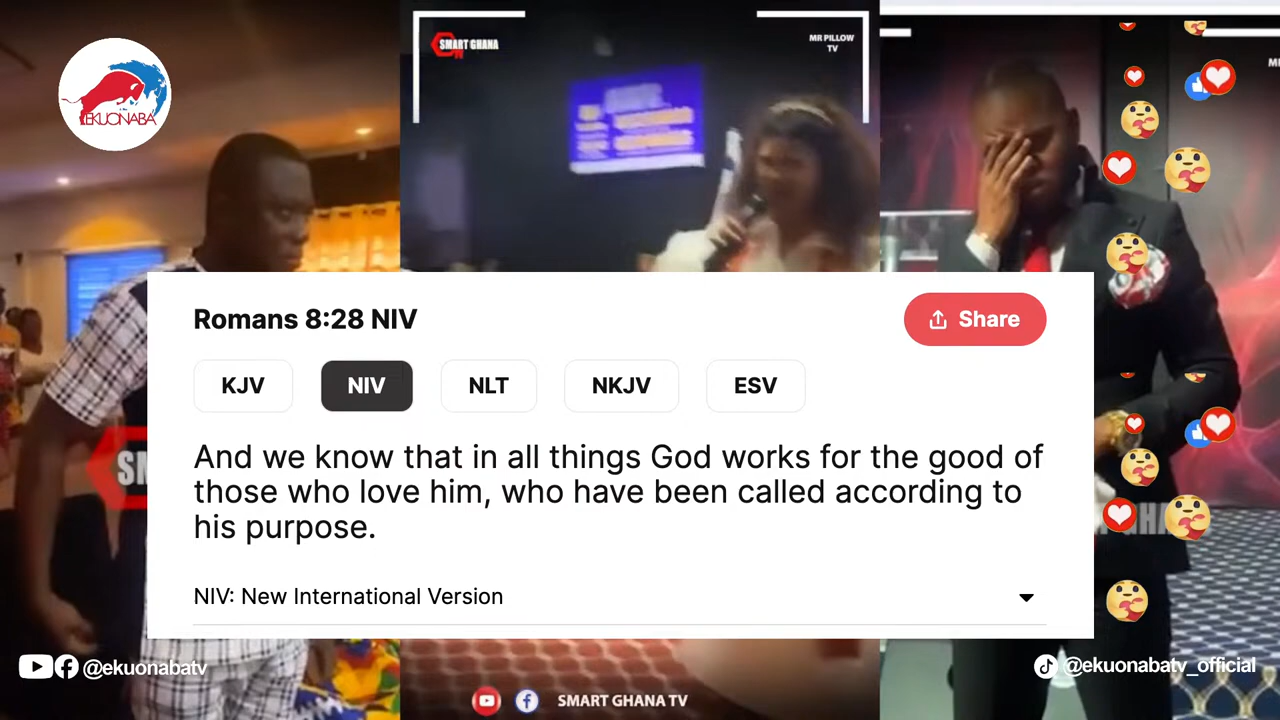 EKUONABA
SMART GHANA
TV
MR PILLOW
TV
Romans 8:28 NIV
Share
KJV
NIV
NLT
NKJV
ESV
And we know that in all things God works for the good of
those who love him, who have been called according to
his purpose.
NIV: New International Version
@ekuonabatv
SMART GHANA TV
@ekuonabatv_official